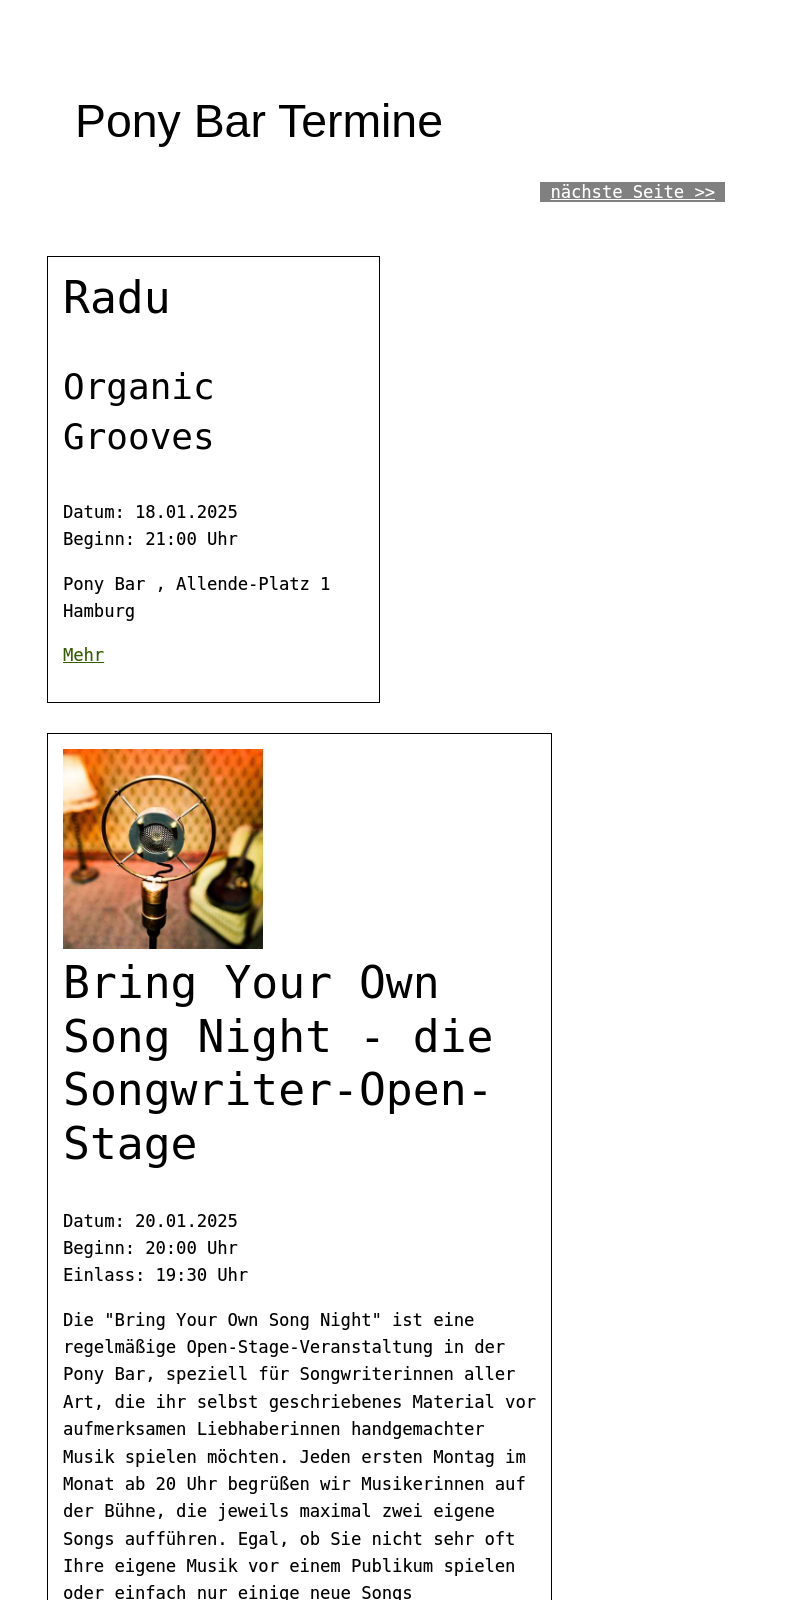 Pony Bar Termine
nächste Seite >>
Radu
Organic
Grooves
Datum: 18.01.2025
Beginn: 21:00 Uhr
Pony Bar , Allende-Platz 1
Hamburg
Mehr
Bring Your Own
Song Night - die
Songwriter-Open-
Stage
Datum: 20.01.2025
Beginn: 20:00 Uhr
Einlass: 19:30 Uhr
Die "Bring Your Own Song Night" ist eine
regelmäßige Open-Stage-Veranstaltung in der
Pony Bar, speziell für Songwriterinnen aller
Art, die ihr selbst geschriebenes Material vor
aufmerksamen Liebhaberinnen handgemachter
Musik spielen möchten. Jeden ersten Montag im
Monat ab 20 Uhr begrüßen wir Musikerinnen auf
der Bühne, die jeweils maximal zwei eigene
Songs aufführen. Egal, ob Sie nicht sehr oft
Ihre eigene Musik vor einem Publikum spielen
oder einfach nur einige neue Songs